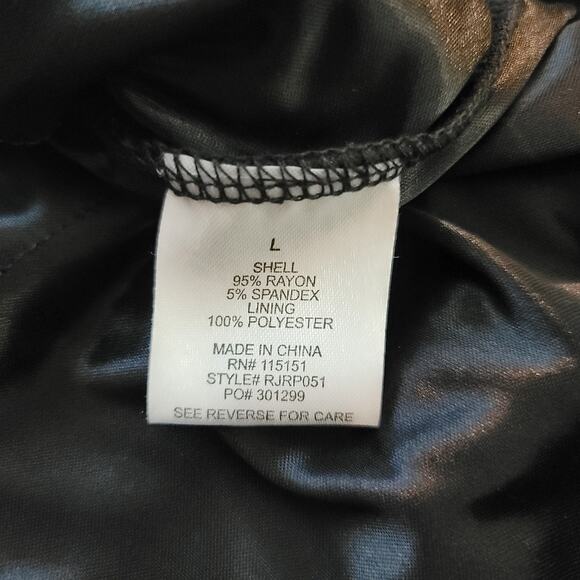 L
SHELL
95% RAYON
5% SPANDEX
LINING
100% POLYESTER
MADE IN CHINA
RN# 115151
STYLE# RJRP051
PO# 301299
SEE REVERSE FOR CARE